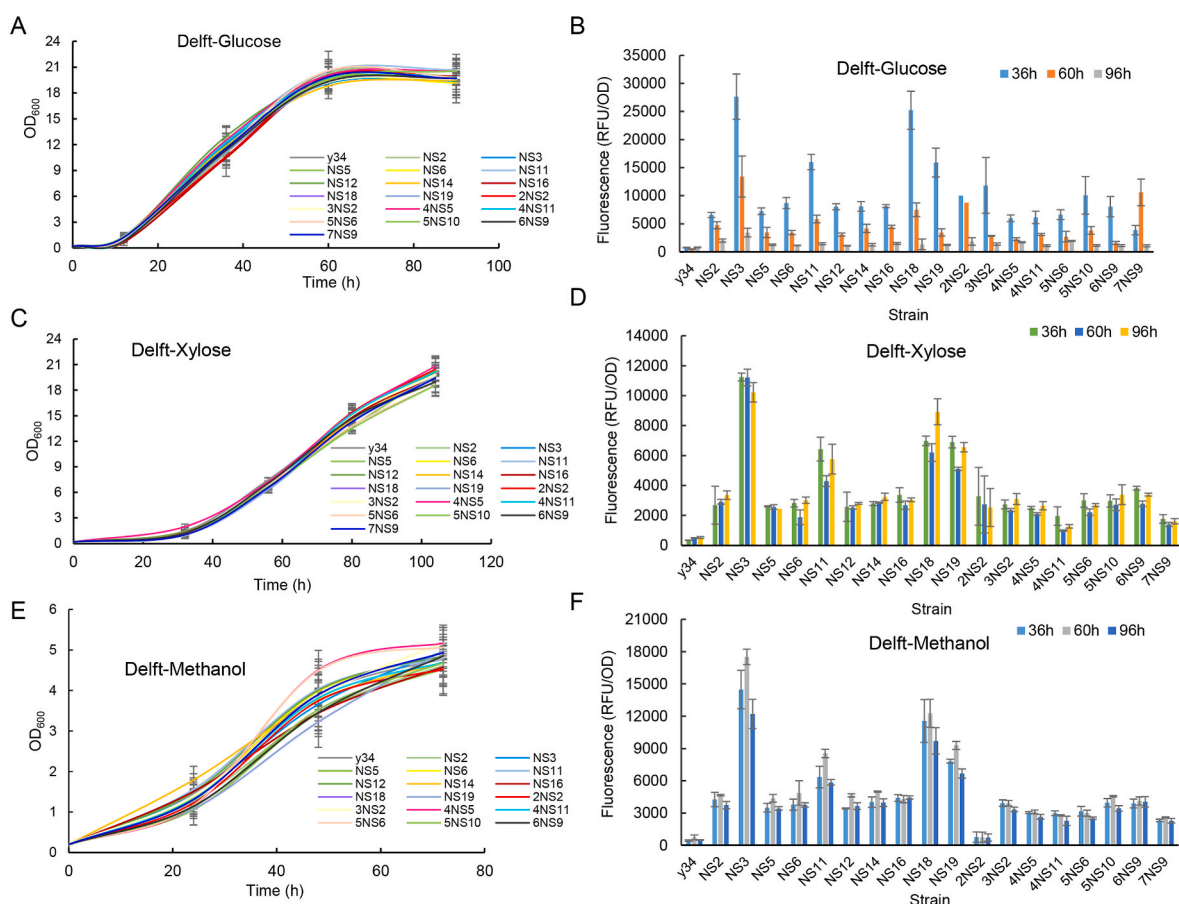 A
Delft-Glucose
24
21
18
15
12
9
6
3
0
OD600
0 20 40 60 80 100
Time (h)
y34 NS2 NS3
NS5 NS6 NS11
NS12 NS14 NS16
NS18 NS19 2NS2
3NS2 4NS5 4NS11
5NS6 5NS10 6NS9
7NS9
B
Delft-Glucose
36h 60h 96h
35000
30000
25000
20000
15000
10000
5000
0
Fluorescence (RFU/OD)
y34 NS2 NS3 NS5 NS6 NS11 NS12 NS14 NS16 NS18 NS19 2NS2 3NS2 4NS5 4NS11 5NS6 5NS10 6NS9 7NS9
Strain
C
Delft-Xylose
24
21
18
15
12
9
6
3
0
OD600
0 20 40 60 80 100 120
Time (h)
y34 NS2 NS3
NS5 NS6 NS11
NS12 NS14 NS16
NS18 NS19 2NS2
3NS2 4NS5 4NS11
5NS6 5NS10 6NS9
7NS9
D
Delft-Xylose
36h 60h 96h
14000
12000
10000
8000
6000
4000
2000
0
Fluorescence (RFU/OD)
y34 NS2 NS3 NS5 NS6 NS11 NS12 NS14 NS16 NS18 NS19 2NS2 3NS2 4NS5 4NS11 5NS6 5NS10 6NS9 7NS9
Strain
E
Delft-Methanol
6
5
4
3
2
1
0
OD600
0 20 40 60 80
Time (h)
y34 NS2 NS3
NS5 NS6 NS11
NS12 NS14 NS16
NS18 NS19 2NS2
3NS2 4NS5 4NS11
5NS6 5NS10 6NS9
F
Delft-Methanol
36h 60h 96h
21000
18000
15000
12000
9000
6000
3000
0
Fluorescence (RFU/OD)
y34 NS2 NS3 NS5 NS6 NS11 NS12 NS14 NS16 NS18 NS19 2NS2 3NS2 4NS5 4NS11 5NS6 5NS10 6NS9 7NS9
Strain